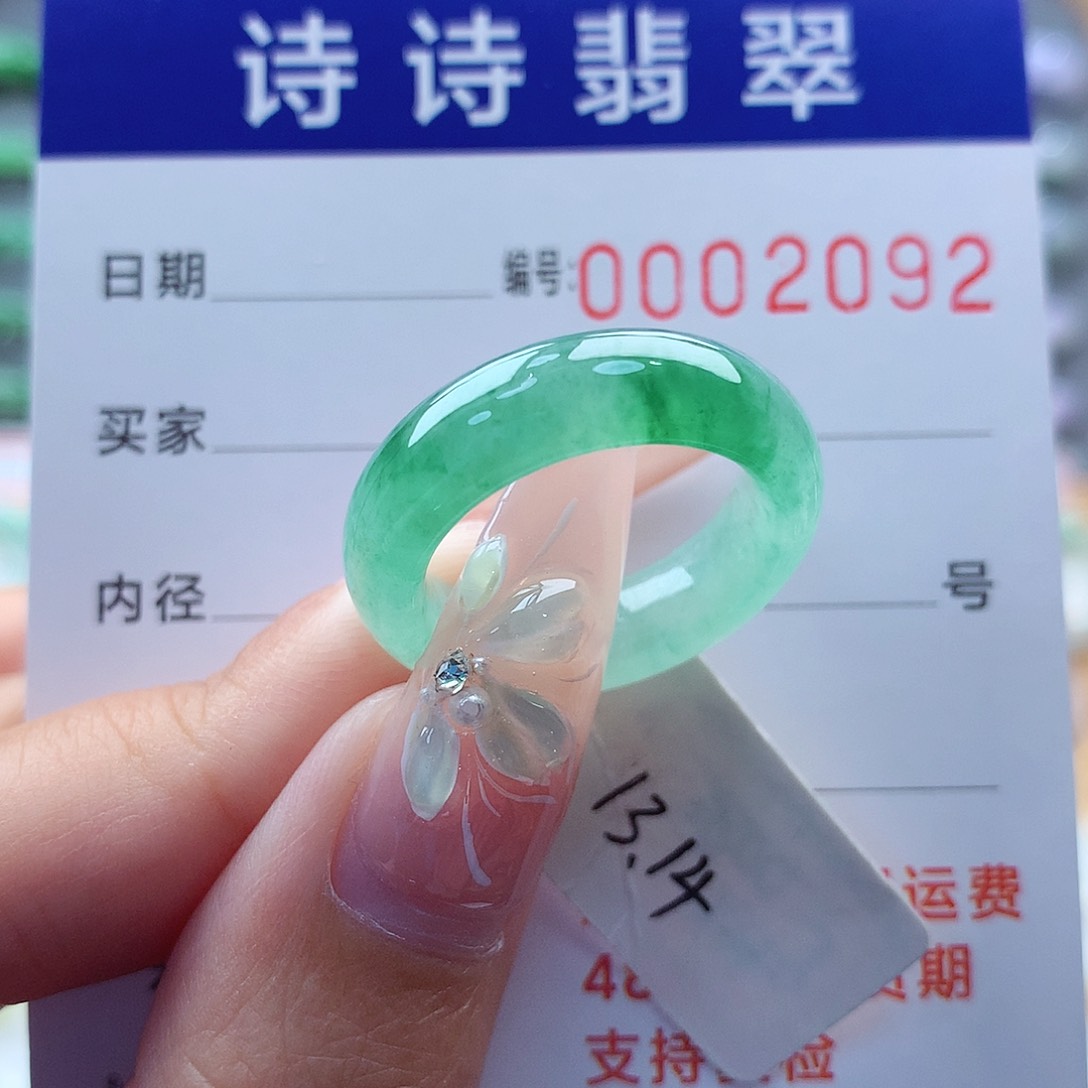 诗诗翡翠
日期 编号:0002092
买家
内径 号
13.14
运费
期
支持 检